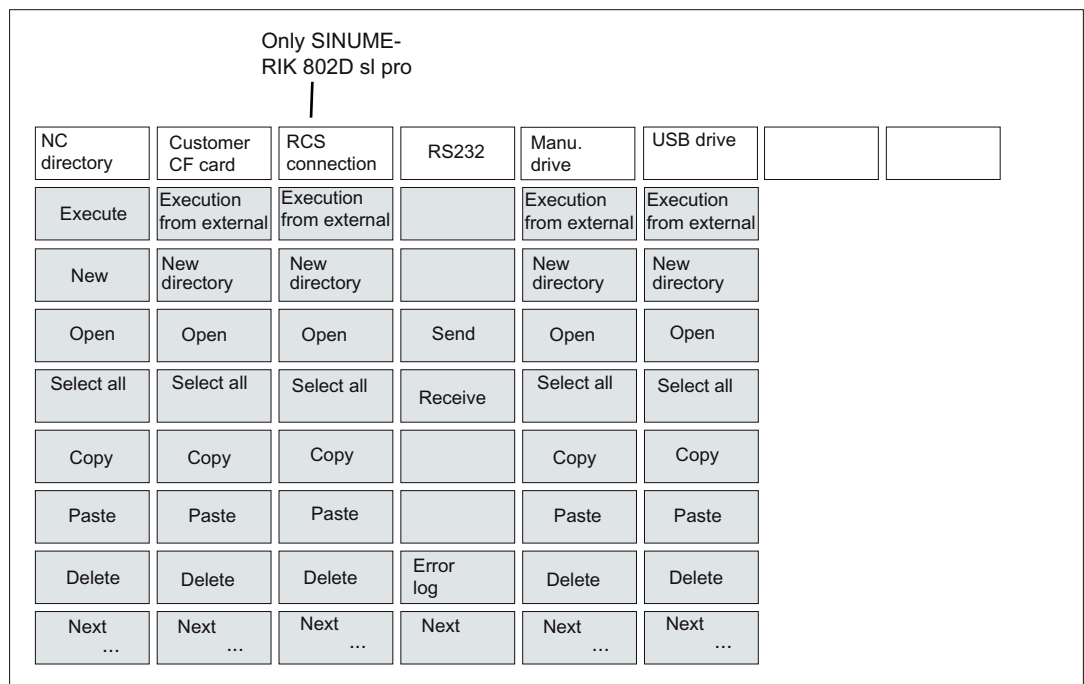 Only SINUME-
RIK 802D sl pro
NC directory Customer CF card RCS connection RS232 Manu. drive USB drive
Execute Execution from external Execution from external Execution from external Execution from external
New New directory New directory New directory New directory
Open Open Open Send Open Open
Select all Select all Select all Receive Select all Select all
Copy Copy Copy Copy Copy
Paste Paste Paste Paste Paste
Delete Delete Delete Error log Delete Delete
Next ... Next ... Next ... Next Next ... Next ...